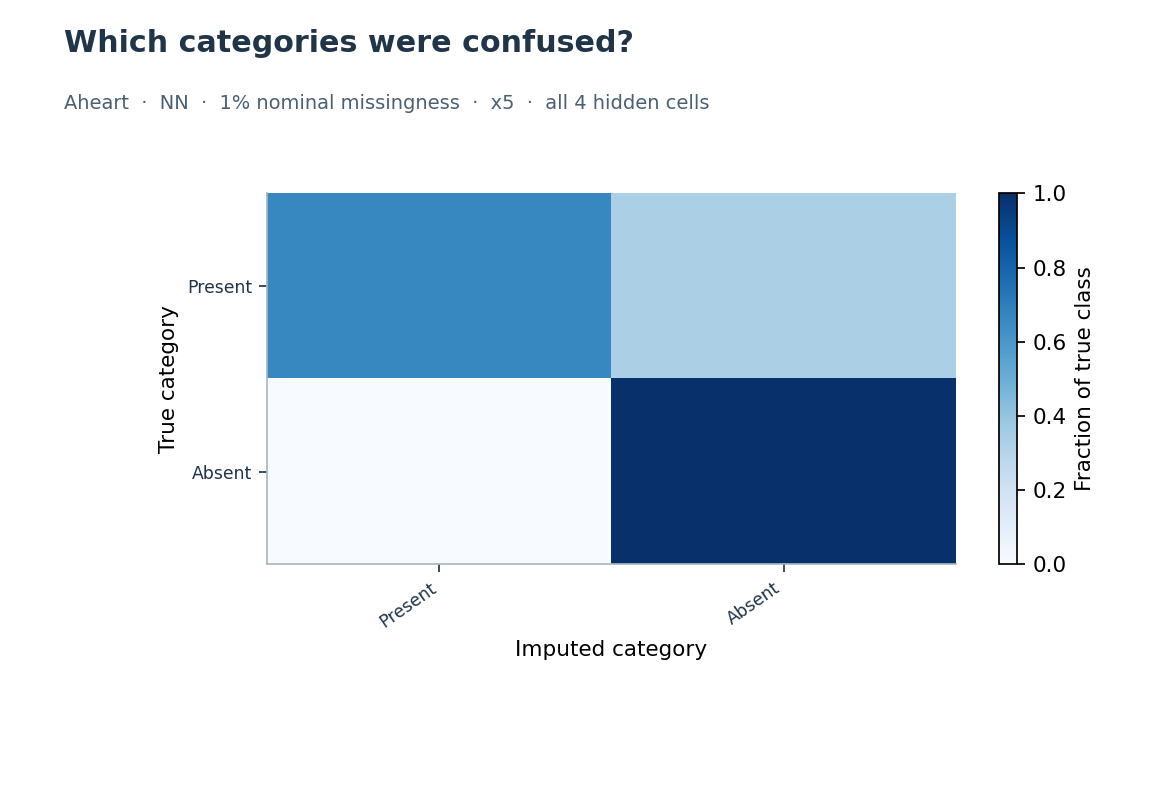 Which categories were confused?
Aheart · NN · 1% nominal missingness · x5 · all 4 hidden cells
True category
Present
Absent
Present
Absent
Imputed category
1.0
0.8
0.6
0.4
0.2
0.0
Fraction of true class